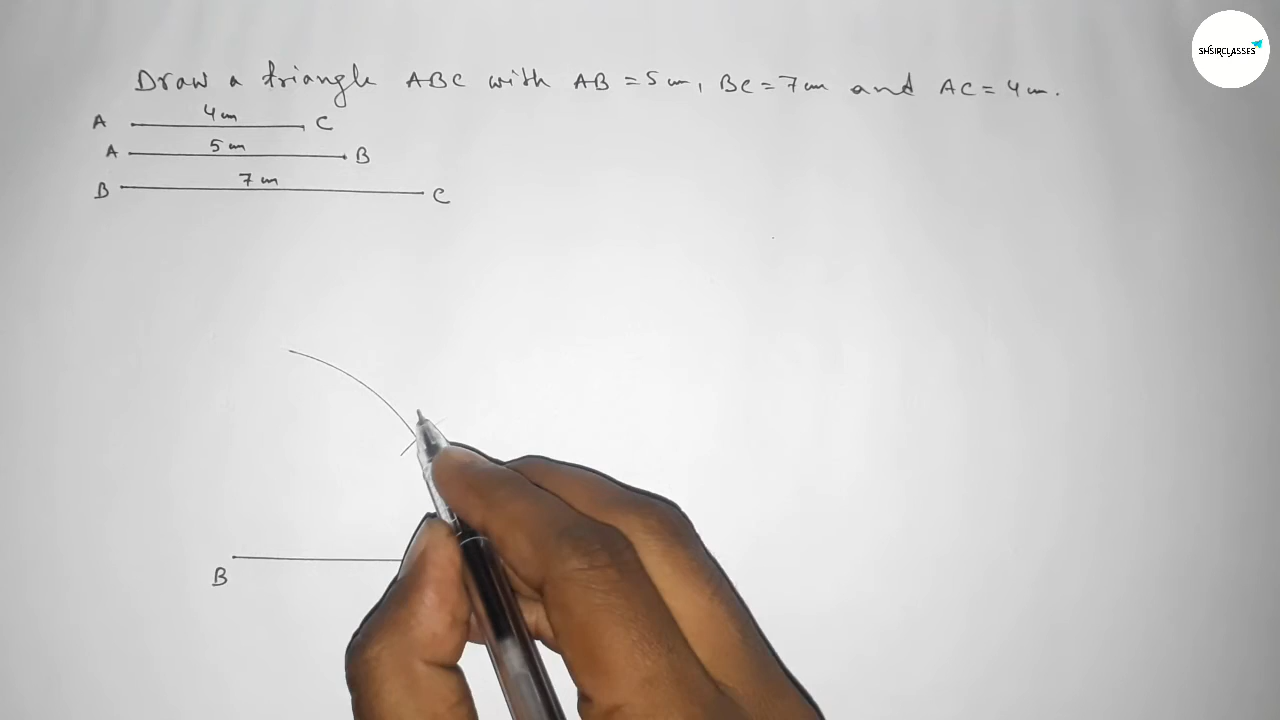 SHSIRCLASSES
Draw a triangle ABC with AB = 5 cm, BC = 7 cm and AC = 4 cm.
A 4 cm C
A 5 cm B
B 7 cm C
B